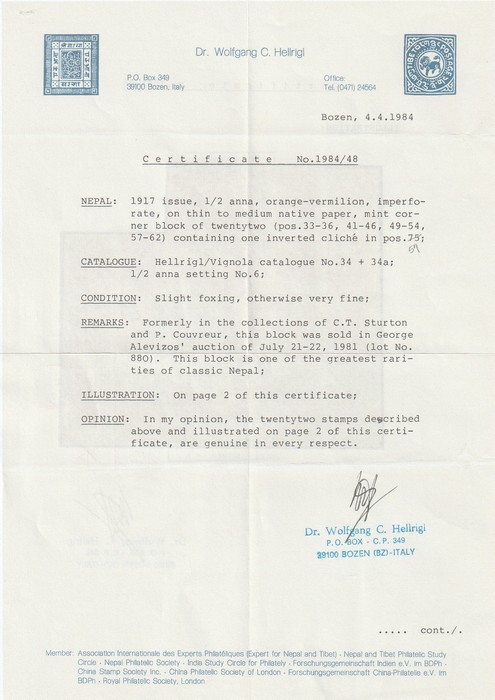 Dr. Wolfgang C. Hellrigl
P.O. Box 349
39100 Bozen, Italy
Office:
Tel. (0471) 24564
Bozen, 4.4.1984
Certificate No.1984/48
NEPAL: 1917 issue, 1/2 anna, orange-vermilion, imperfo-
rate, on thin to medium native paper, mint cor-
ner block of twentytwo (pos.33-36, 41-46, 49-54,
57-62) containing one inverted cliché in pos.
CATALOGUE: Hellrigl/Vignola catalogue No.34 + 34a;
1/2 anna setting No.6;
CONDITION: Slight foxing, otherwise very fine;
REMARKS: Formerly in the collections of C.T. Sturton
and P. Couvreur, this block was sold in George
Alevizos' auction of July 21-22, 1981 (lot No.
880). This block is one of the greatest rari-
ties of classic Nepal;
ILLUSTRATION: On page 2 of this certificate;
OPINION: In my opinion, the twentytwo stamps described
above and illustrated on page 2 of this certi-
ficate, are genuine in every respect.
Dr. Wolfgang C. Hellrigl
P.O. BOX - C.P. 349
39100 BOZEN (BZ)-ITALY
..... cont./.
Member: Association Internationale des Experts Philatéliques (Expert for Nepal and Tibet) - Nepal and Tibet Philatelic Study
Circle - Nepal Philatelic Society - India Study Circle for Philately - Forschungsgemeinschaft Indien e.V. im BDPh -
China Stamp Society Inc. - China Philatelic Society of London - Forschungsgemeinschaft China-Philatelie e.V. im
BDPh - Royal Philatelic Society, London